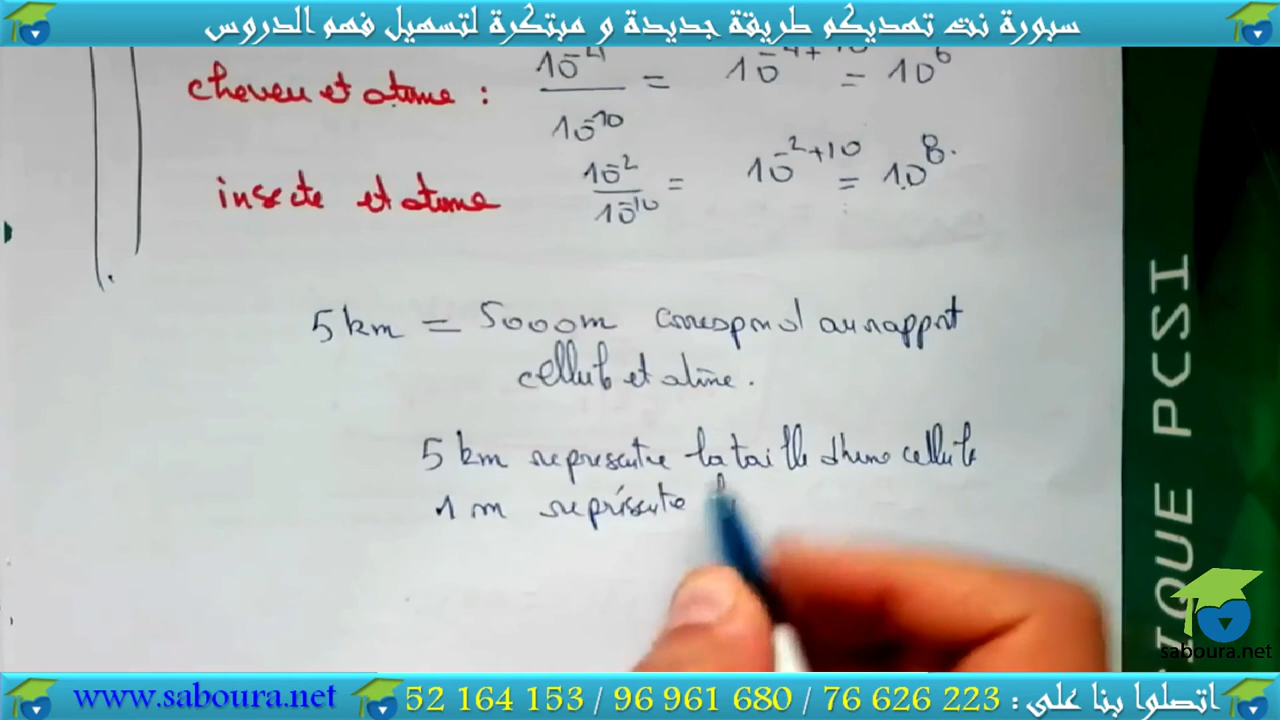 سبورة نت تهديكم طريقة جديدة و مبتكرة لتسهيل فهم الدروس
cheveu et atome : 10⁻⁴ / 10⁻¹⁰ = 10⁻⁴⁺¹⁰ = 10⁶
insecte et atome 10⁻² / 10⁻¹⁰ = 10⁻²⁺¹⁰ = 10⁸.
5 km = 5000m correspond au rapport
cellule et atome.
5 km represente la taille d'une cellule
1 m représente
IQUE PCSI
saboura.net
www.saboura.net 52 164 153 / 96 961 680 / 76 626 223 : اتصلوا بنا على